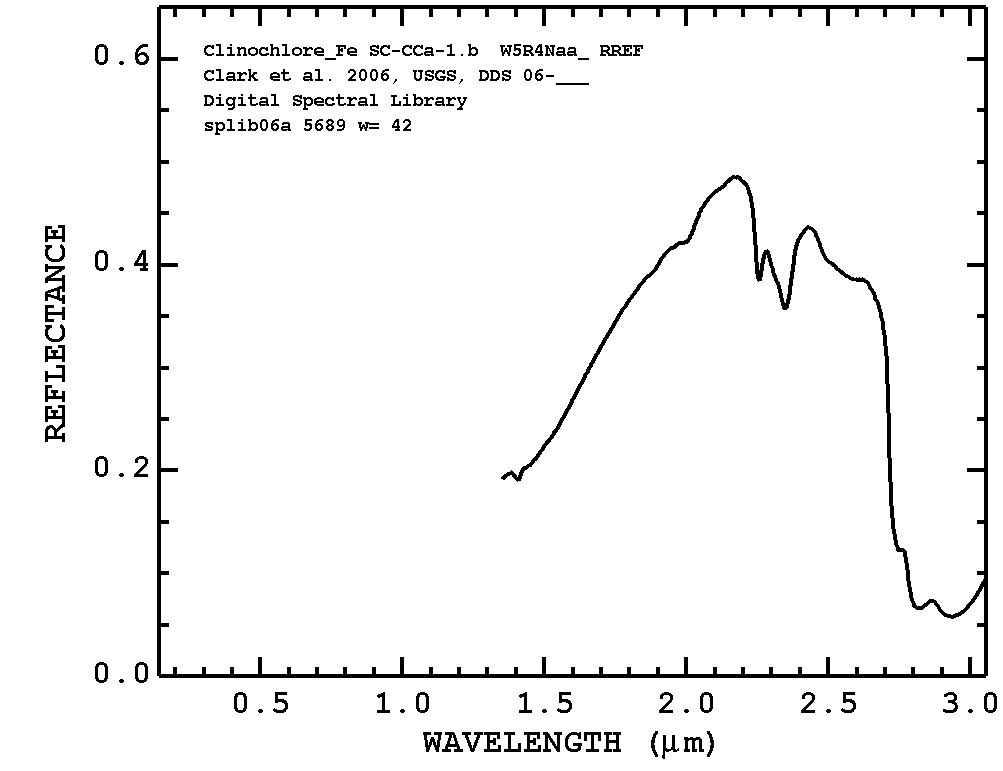 Clinochlore_Fe SC-CCa-1.b  W5R4Naa_ RREF
Clark et al. 2006, USGS, DDS 06-___
Digital Spectral Library
splib06a 5689 w= 42
0.6
0.4
0.2
0.0
REFLECTANCE
0.5 1.0 1.5 2.0 2.5 3.0
WAVELENGTH (μm)